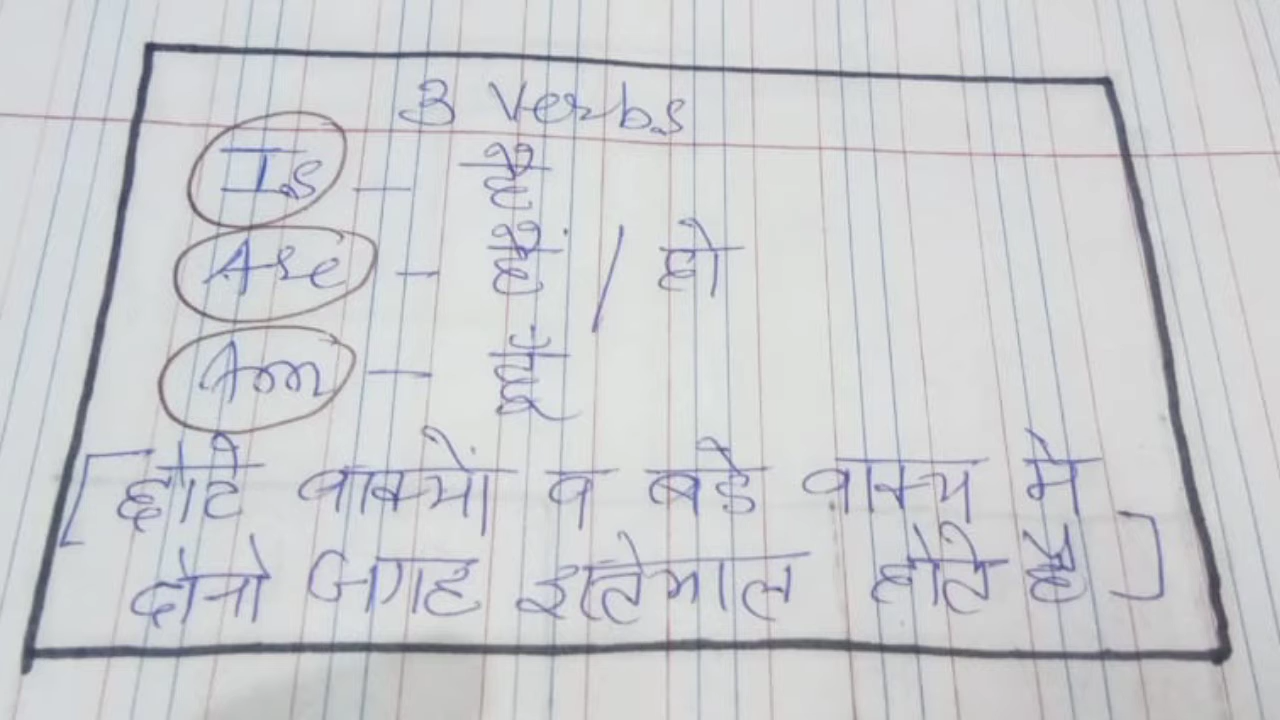 3 Verbs
Is - है
Are - हैं / हो
Am - हूँ
[छोटे वाक्यों व बडे वाक्य में
दोनो जगह इस्तेमाल होते है]